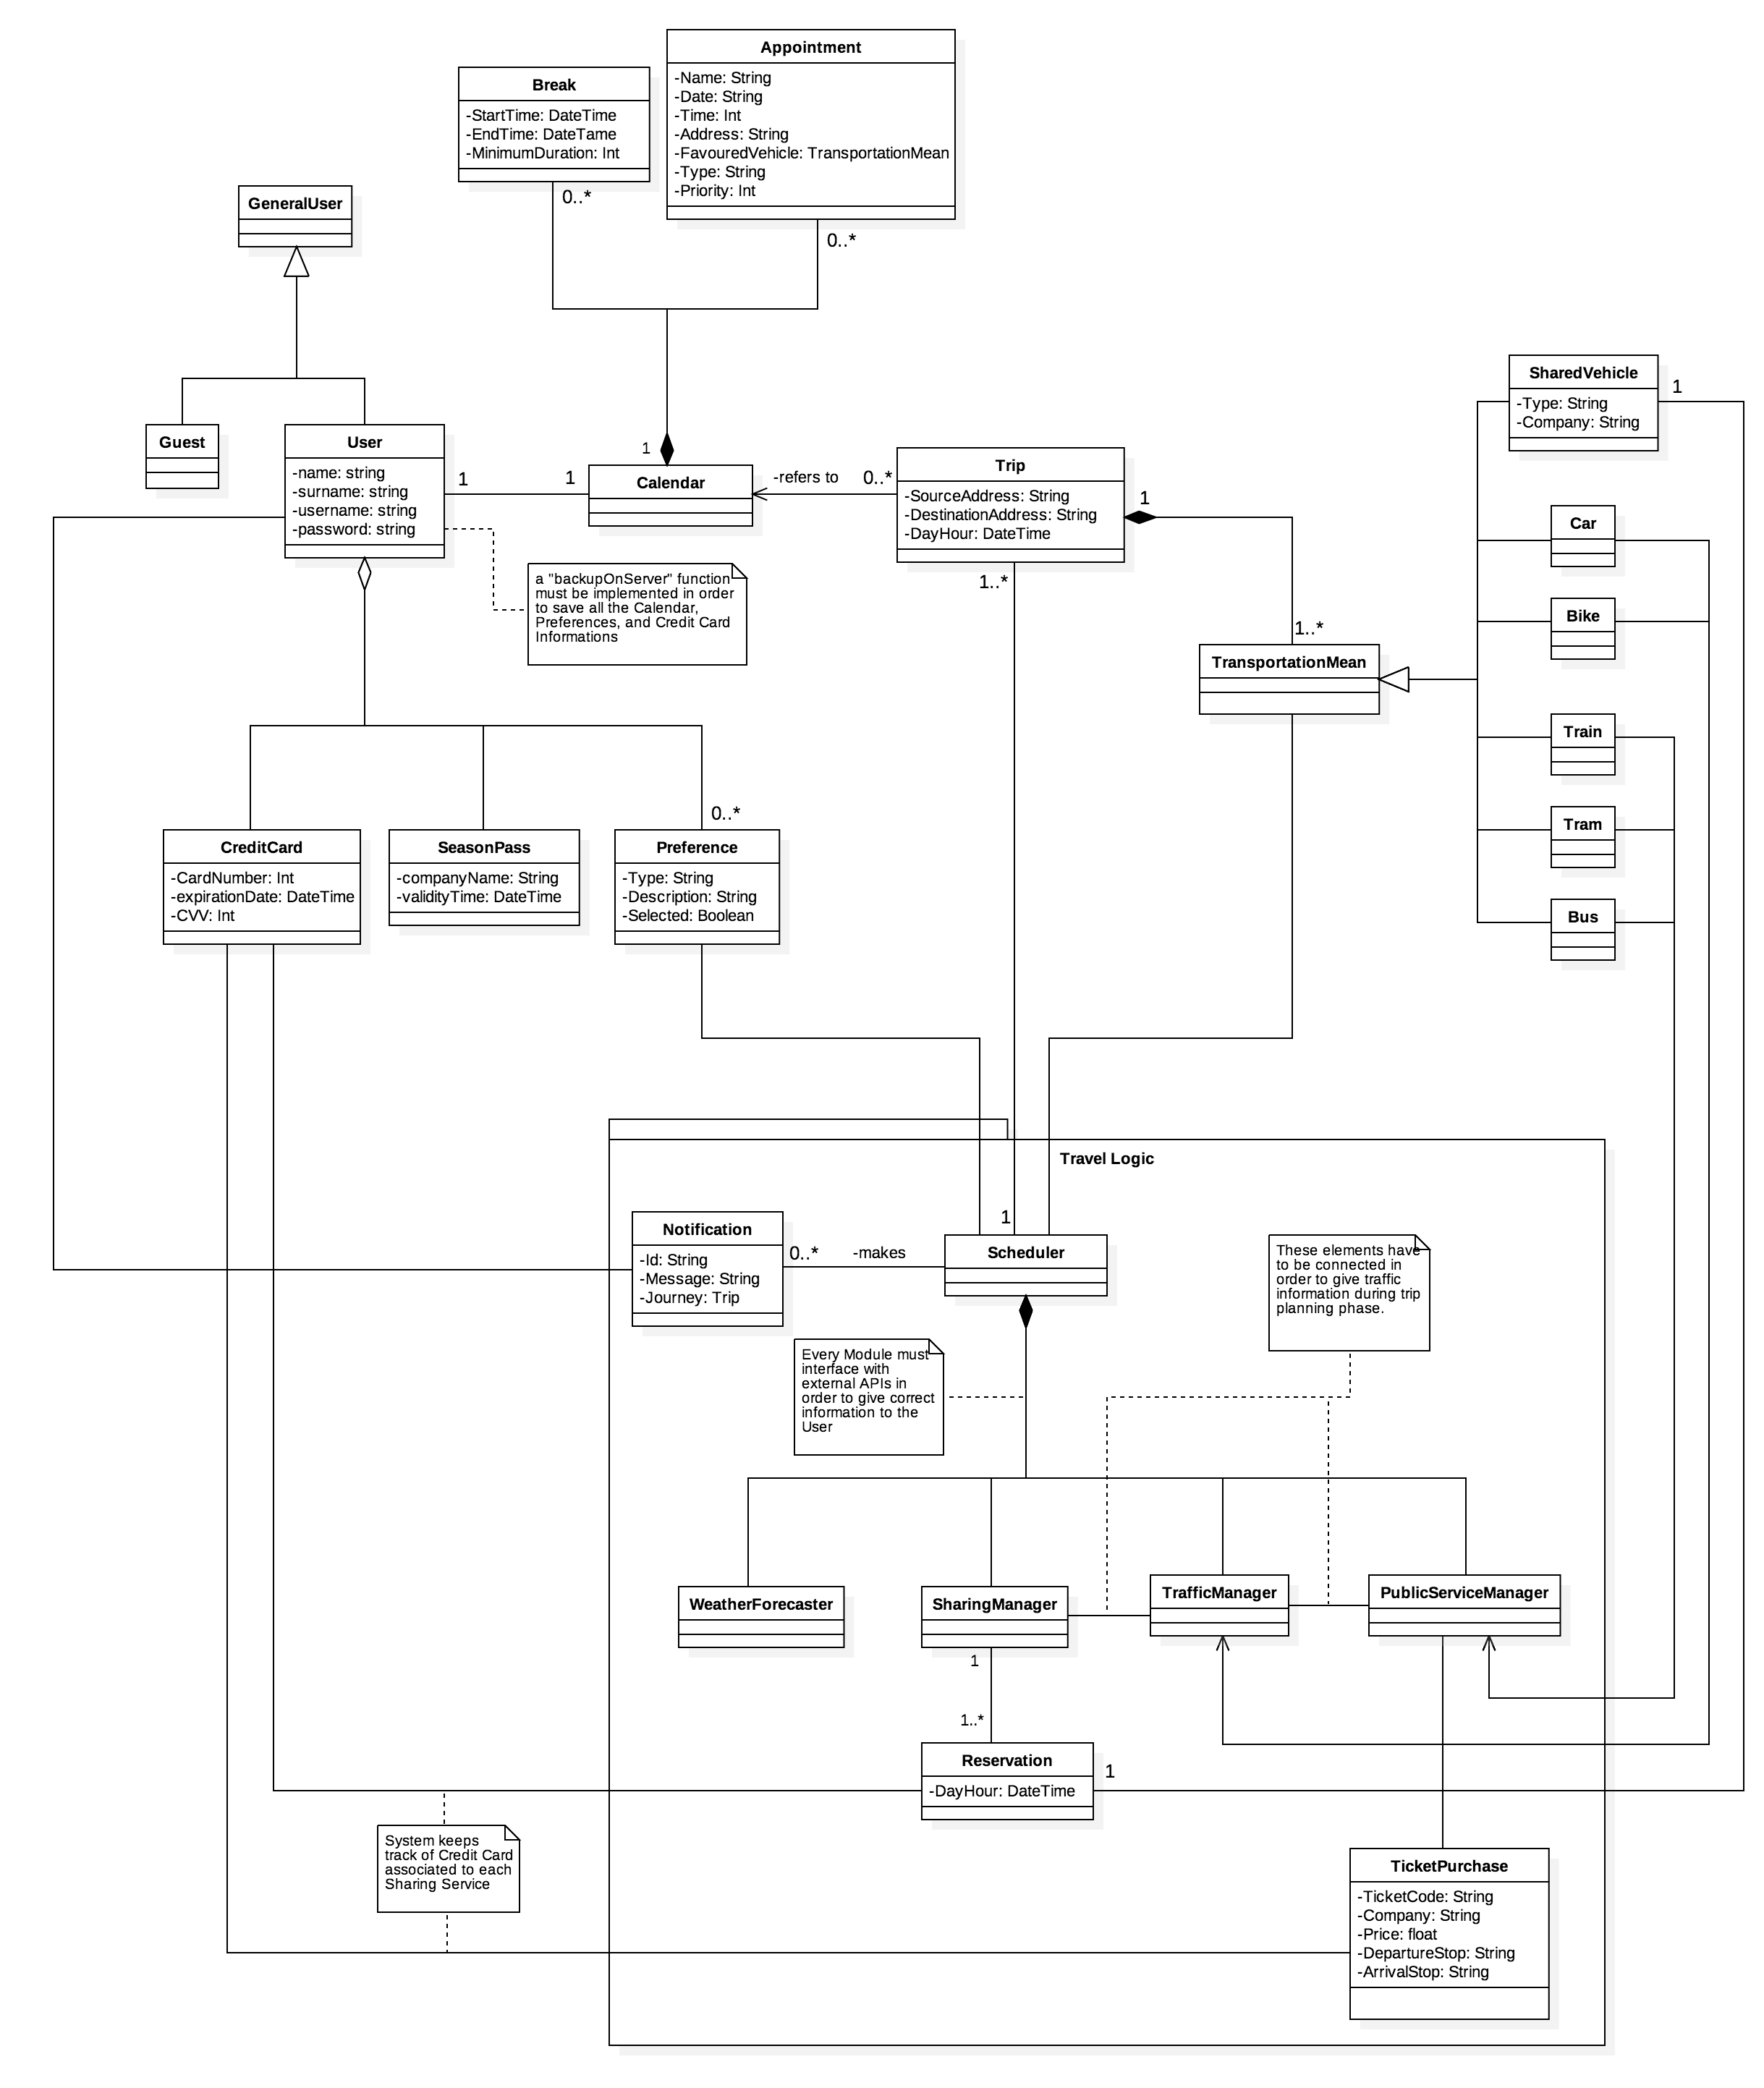 Appointment
-Name: String
-Date: String
-Time: Int
-Address: String
-FavouredVehicle: TransportationMean
-Type: String
-Priority: Int
0..*
Break
-StartTime: DateTime
-EndTime: DateTame
-MinimumDuration: Int
0..*
GeneralUser
Guest
User
-name: string
-surname: string
-username: string
-password: string
1
1
1
Calendar
-refers to
0..*
Trip
-SourceAddress: String
-DestinationAddress: String
-DayHour: DateTime
1
1..*
1..*
SharedVehicle
-Type: String
-Company: String
1
Car
Bike
Train
Tram
Bus
TransportationMean
a "backupOnServer" function
must be implemented in order
to save all the Calendar,
Preferences, and Credit Card
Informations
CreditCard
-CardNumber: Int
-expirationDate: DateTime
-CVV: Int
SeasonPass
-companyName: String
-validityTime: DateTime
0..*
Preference
-Type: String
-Description: String
-Selected: Boolean
Travel Logic
Notification
-Id: String
-Message: String
-Journey: Trip
0..*
-makes
1
Scheduler
These elements have
to be connected in
order to give traffic
information during trip
planning phase.
Every Module must
interface with
external APIs in
order to give correct
information to the
User
WeatherForecaster
SharingManager
TrafficManager
PublicServiceManager
1
1..*
Reservation
-DayHour: DateTime
1
System keeps
track of Credit Card
associated to each
Sharing Service
TicketPurchase
-TicketCode: String
-Company: String
-Price: float
-DepartureStop: String
-ArrivalStop: String